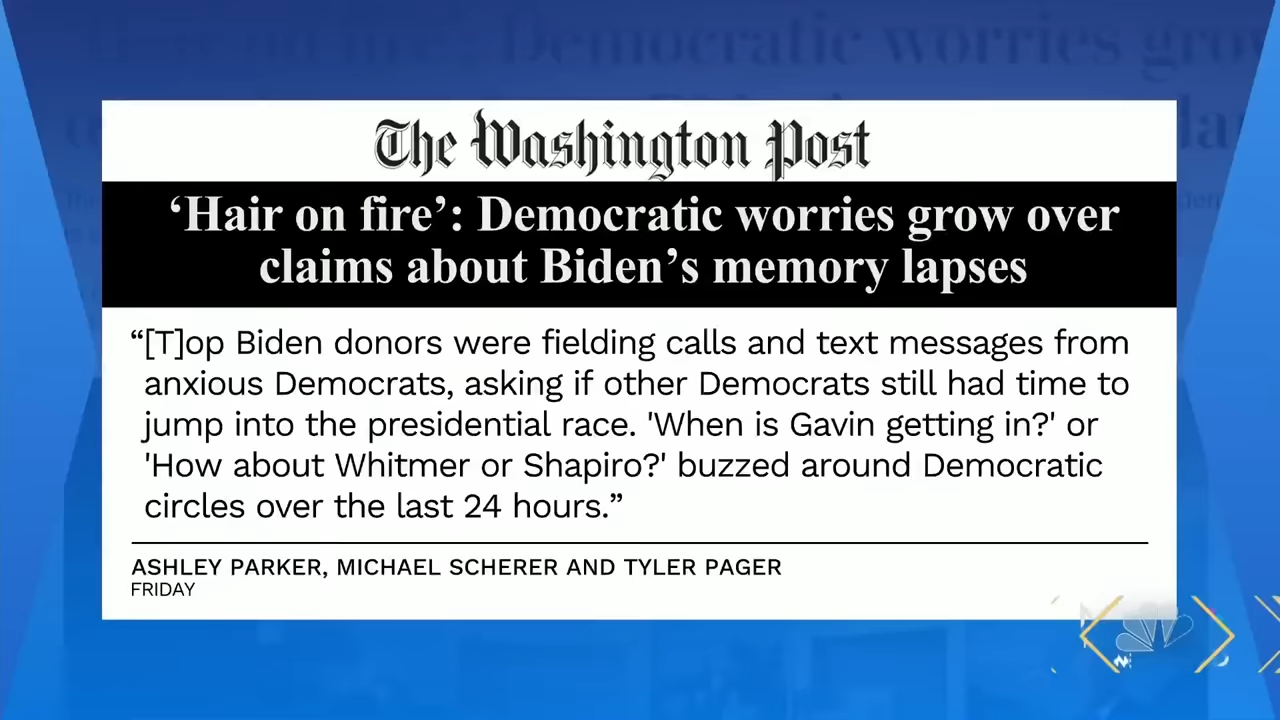 The Washington Post
‘Hair on fire’: Democratic worries grow over
claims about Biden’s memory lapses
“[T]op Biden donors were fielding calls and text messages from
anxious Democrats, asking if other Democrats still had time to
jump into the presidential race. 'When is Gavin getting in?' or
'How about Whitmer or Shapiro?' buzzed around Democratic
circles over the last 24 hours.”
ASHLEY PARKER, MICHAEL SCHERER AND TYLER PAGER
FRIDAY